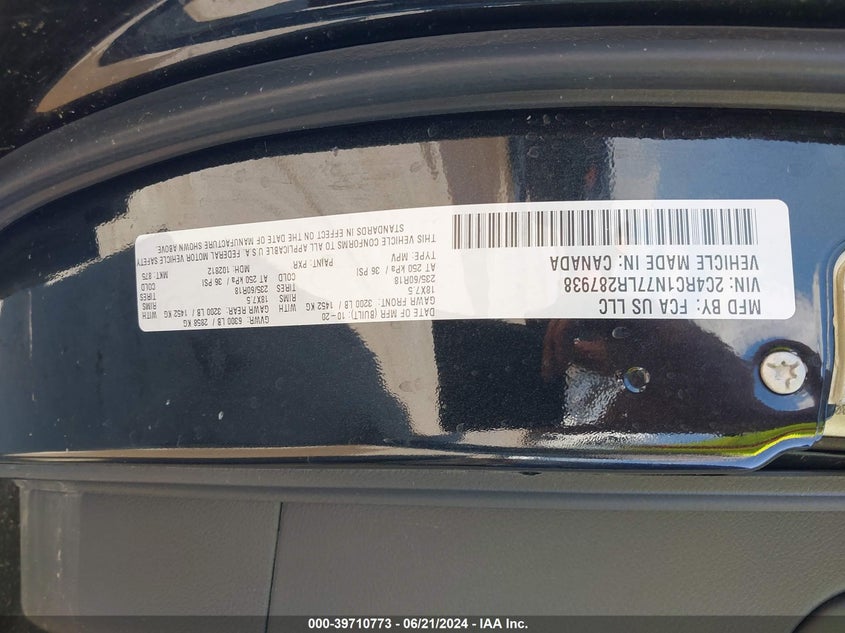 MFD BY: FCA US LLC
DATE OF MFR (BUILT): 10-20
GVWR: 6300 LB / 2858 KG
GAWR FRONT: 3200 LB / 1452 KG WITH
GAWR REAR: 3200 LB / 1452 KG WITH
18X7.5 RIMS
18X7.5 RIMS
235/60R18 TIRES
235/60R18 TIRES
AT 250 kPa / 36 PSI COLD
AT 250 kPa / 36 PSI COLD
VIN: 2C4RC1N77LR287938
TYPE: MPV
PAINT: PXR
MDH: 102812
MKT: 875
VEHICLE MADE IN: CANADA
THIS VEHICLE CONFORMS TO ALL APPLICABLE U.S.A. FEDERAL MOTOR VEHICLE SAFETY
STANDARDS IN EFFECT ON THE DATE OF MANUFACTURE SHOWN ABOVE
000-39710773 - 06/21/2024 - IAA Inc.